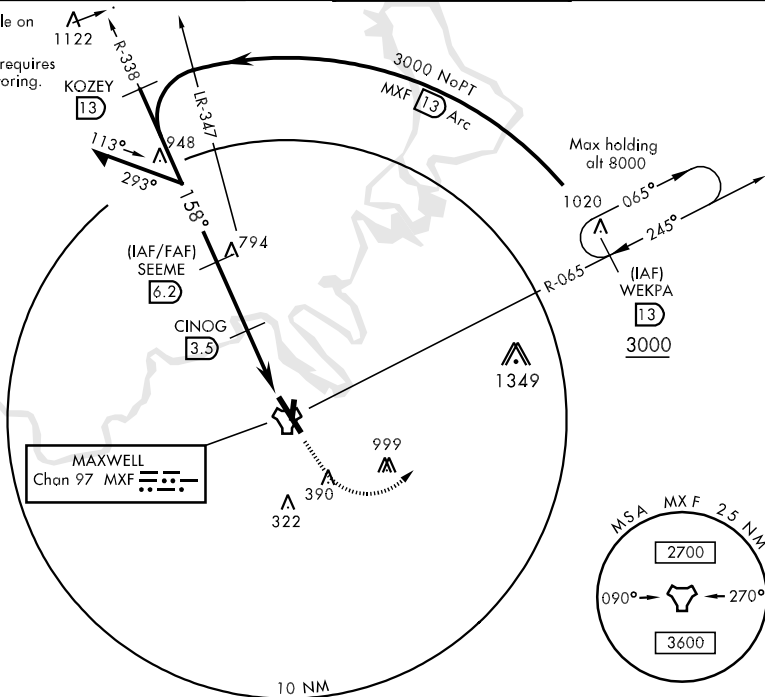 le on
requires
oring.
1122
R-338
KOZEY
13
LR-347
3000 NoPT
MXF 13 Arc
113°
948
293°
158°
Max holding
alt 8000
1020
065°
245°
R-065
(IAF)
WEKPA
13
3000
(IAF/FAF)
SEEME
6.2
794
CINOG
3.5
1349
MAXWELL
Chan 97 MXF
999
390
322
MSA MXF 25 NM
2700
090°
270°
3600
10 NM